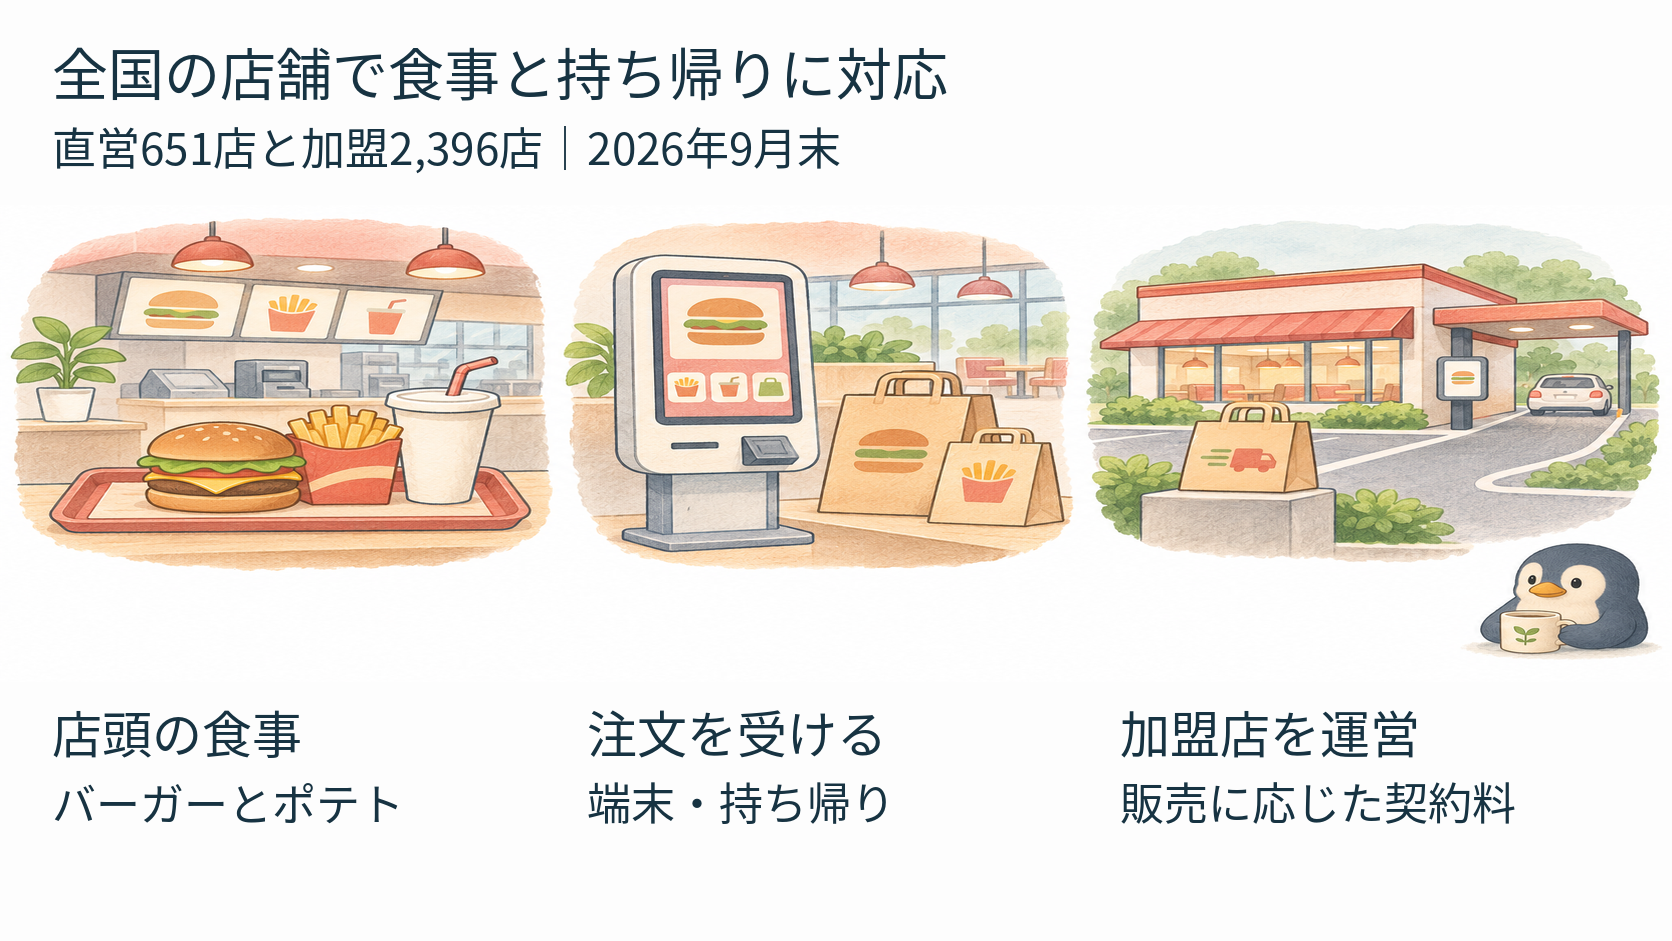 全国の店舗で食事と持ち帰りに対応
直営651店と加盟2,396店｜2026年9月末
店頭の食事
バーガーとポテト
注文を受ける
端末・持ち帰り
加盟店を運営
販売に応じた契約料